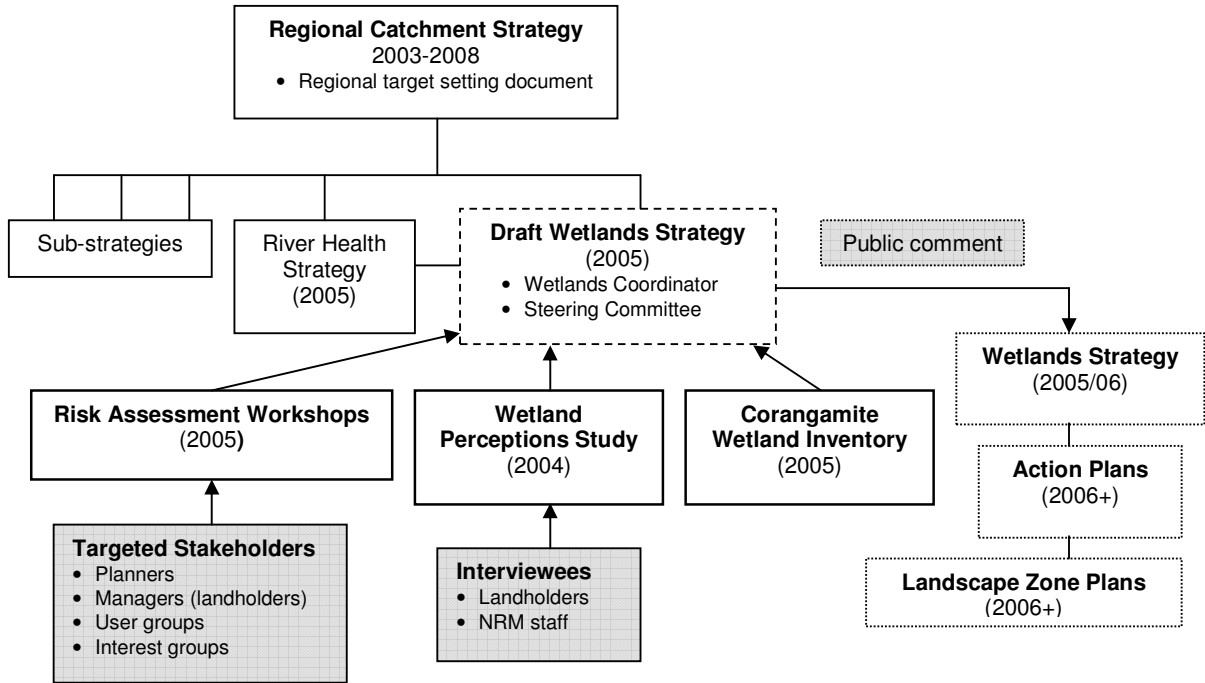 Regional Catchment Strategy
2003-2008
• Regional target setting document
Sub-strategies
River Health
Strategy
(2005)
Draft Wetlands Strategy
(2005)
• Wetlands Coordinator
• Steering Committee
Public comment
Wetlands Strategy
(2005/06)
Risk Assessment Workshops
(2005)
Wetland
Perceptions Study
(2004)
Corangamite
Wetland Inventory
(2005)
Action Plans
(2006+)
Targeted Stakeholders
• Planners
• Managers (landholders)
• User groups
• Interest groups
Interviewees
• Landholders
• NRM staff
Landscape Zone Plans
(2006+)